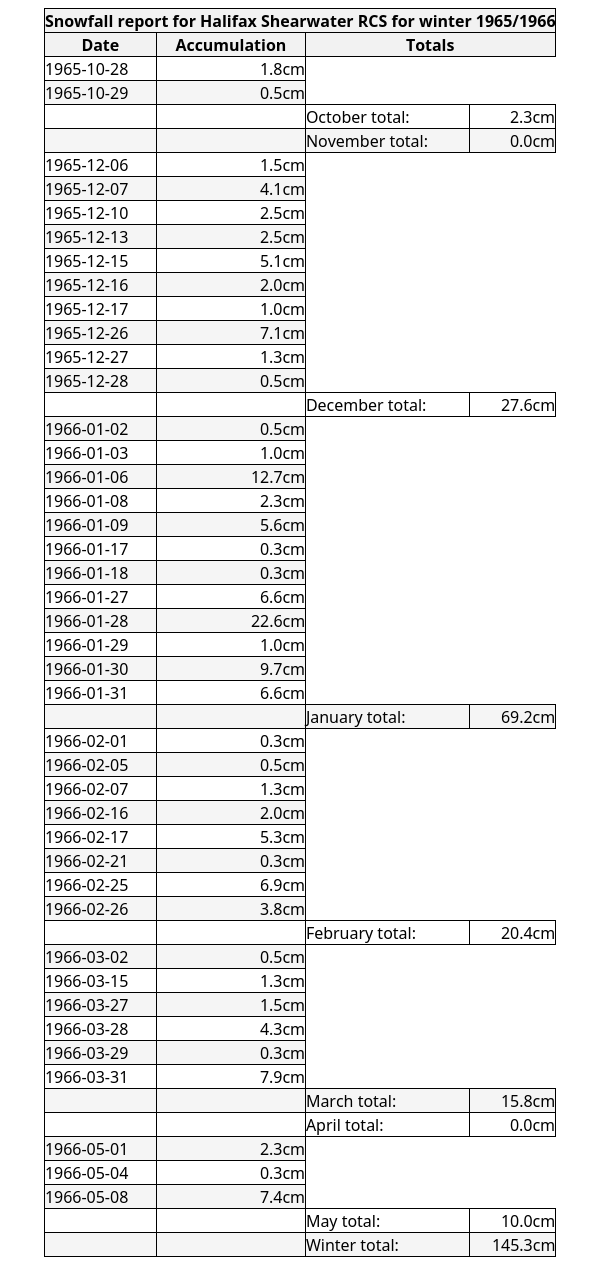 Snowfall report for Halifax Shearwater RCS for winter 1965/1966
Date Accumulation Totals
1965-10-28 1.8cm
1965-10-29 0.5cm
October total: 2.3cm
November total: 0.0cm
1965-12-06 1.5cm
1965-12-07 4.1cm
1965-12-10 2.5cm
1965-12-13 2.5cm
1965-12-15 5.1cm
1965-12-16 2.0cm
1965-12-17 1.0cm
1965-12-26 7.1cm
1965-12-27 1.3cm
1965-12-28 0.5cm
December total: 27.6cm
1966-01-02 0.5cm
1966-01-03 1.0cm
1966-01-06 12.7cm
1966-01-08 2.3cm
1966-01-09 5.6cm
1966-01-17 0.3cm
1966-01-18 0.3cm
1966-01-27 6.6cm
1966-01-28 22.6cm
1966-01-29 1.0cm
1966-01-30 9.7cm
1966-01-31 6.6cm
January total: 69.2cm
1966-02-01 0.3cm
1966-02-05 0.5cm
1966-02-07 1.3cm
1966-02-16 2.0cm
1966-02-17 5.3cm
1966-02-21 0.3cm
1966-02-25 6.9cm
1966-02-26 3.8cm
February total: 20.4cm
1966-03-02 0.5cm
1966-03-15 1.3cm
1966-03-27 1.5cm
1966-03-28 4.3cm
1966-03-29 0.3cm
1966-03-31 7.9cm
March total: 15.8cm
April total: 0.0cm
1966-05-01 2.3cm
1966-05-04 0.3cm
1966-05-08 7.4cm
May total: 10.0cm
Winter total: 145.3cm